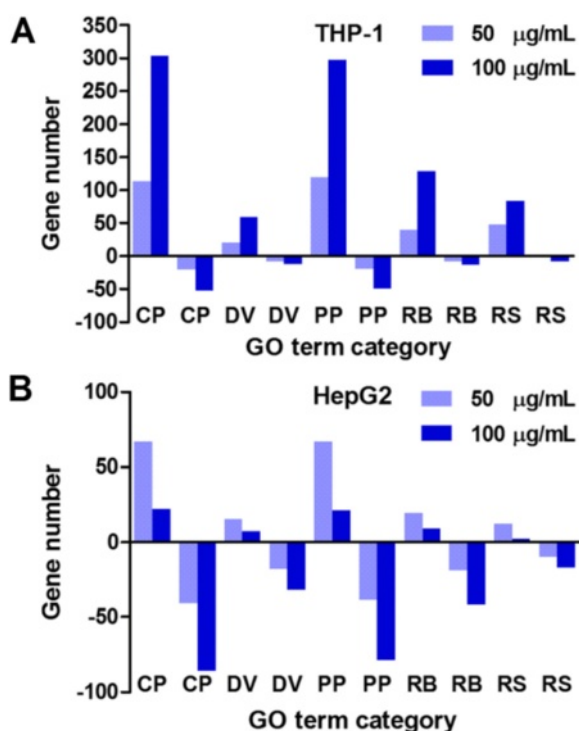 A
THP-1
50 μg/mL
100 μg/mL
Gene number
350
300
250
200
150
100
50
0
-50
-100
CP CP DV DV PP PP RB RB RS RS
GO term category
B
HepG2
50 μg/mL
100 μg/mL
Gene number
100
50
0
-50
-100
CP CP DV DV PP PP RB RB RS RS
GO term category